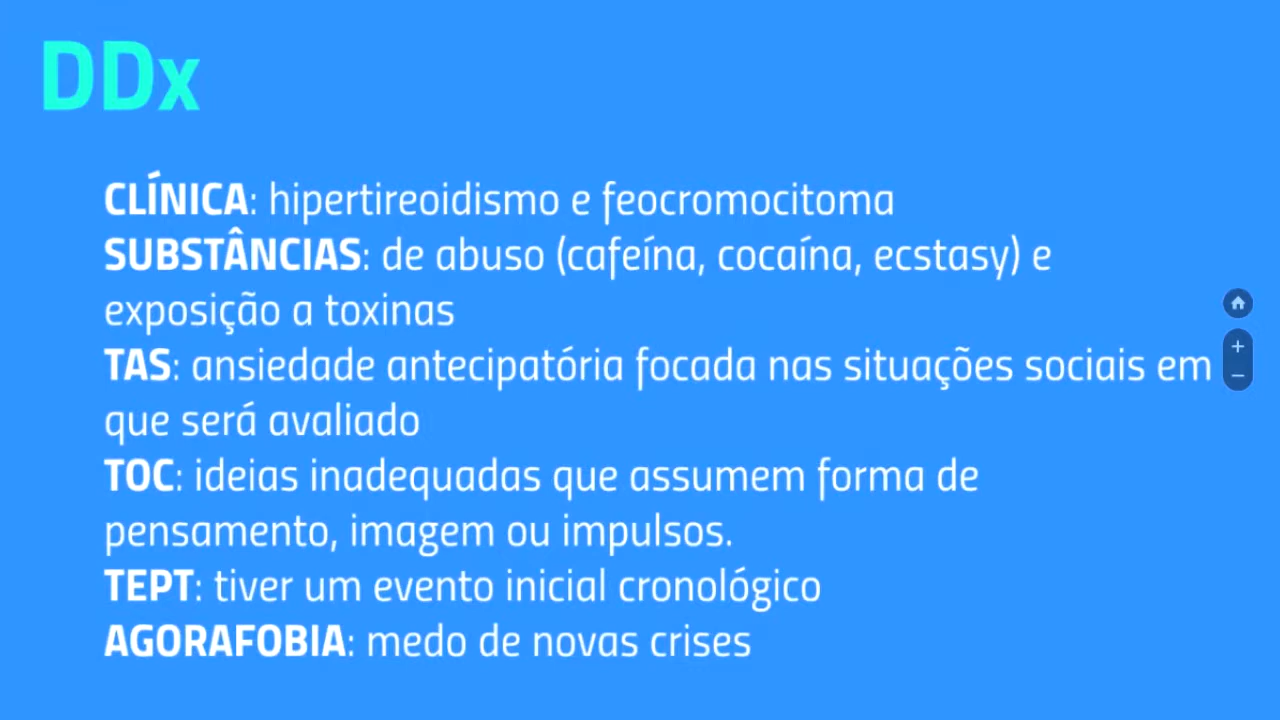 DDx
CLÍNICA: hipertireoidismo e feocromocitoma
SUBSTÂNCIAS: de abuso (cafeína, cocaína, ecstasy) e
exposição a toxinas
TAS: ansiedade antecipatória focada nas situações sociais em
que será avaliado
TOC: ideias inadequadas que assumem forma de
pensamento, imagem ou impulsos.
TEPT: tiver um evento inicial cronológico
AGORAFOBIA: medo de novas crises